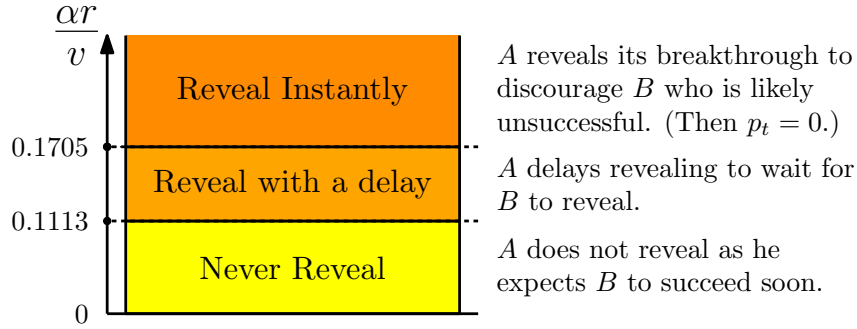 αr
v
Reveal Instantly
A reveals its breakthrough to
discourage B who is likely
unsuccessful. (Then p_t = 0.)
0.1705
Reveal with a delay
A delays revealing to wait for
B to reveal.
0.1113
Never Reveal
A does not reveal as he
expects B to succeed soon.
0